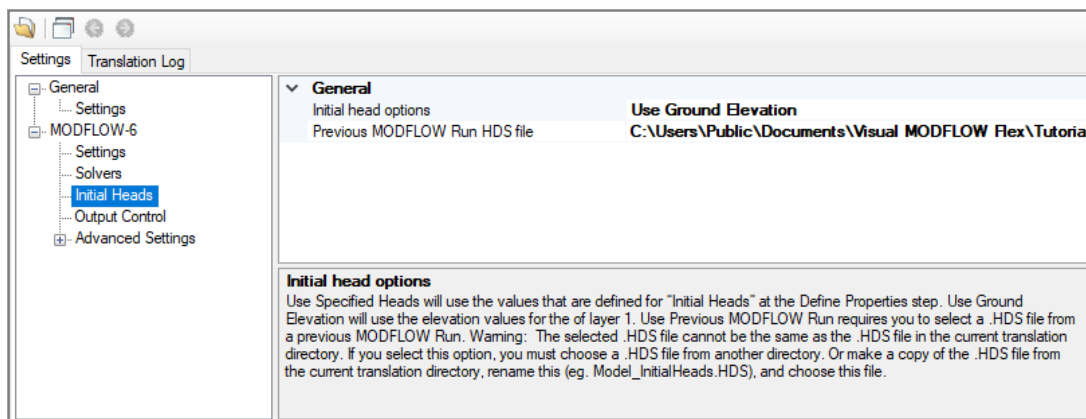 Settings
Translation Log
General
Settings
MODFLOW-6
Settings
Solvers
Initial Heads
Output Control
Advanced Settings
General
Initial head options Use Ground Elevation
Previous MODFLOW Run HDS file C:\Users\Public\Documents\Visual MODFLOW Flex\Tutoria
Initial head options
Use Specified Heads will use the values that are defined for "Initial Heads" at the Define Properties step. Use Ground
Elevation will use the elevation values for the of layer 1. Use Previous MODFLOW Run requires you to select a .HDS file from
a previous MODFLOW Run. Warning:  The selected .HDS file cannot be the same as the .HDS file in the current translation
directory. If you select this option, you must choose a .HDS file from another directory. Or make a copy of the .HDS file from
the current translation directory, rename this (eg. Model_InitialHeads.HDS), and choose this file.